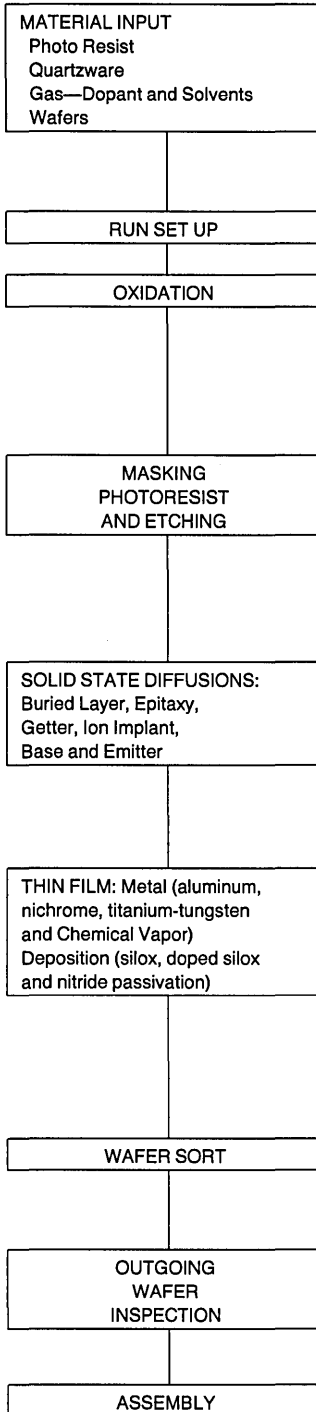 MATERIAL INPUT
Photo Resist
Quartzware
Gas—Dopant and Solvents
Wafers
RUN SET UP
OXIDATION
MASKING
PHOTORESIST
AND ETCHING
SOLID STATE DIFFUSIONS:
Buried Layer, Epitaxy,
Getter, Ion Implant,
Base and Emitter
THIN FILM: Metal (aluminum,
nichrome, titanium-tungsten
and Chemical Vapor)
Deposition (silox, doped silox
and nitride passivation)
WAFER SORT
OUTGOING
WAFER
INSPECTION
ASSEMBLY